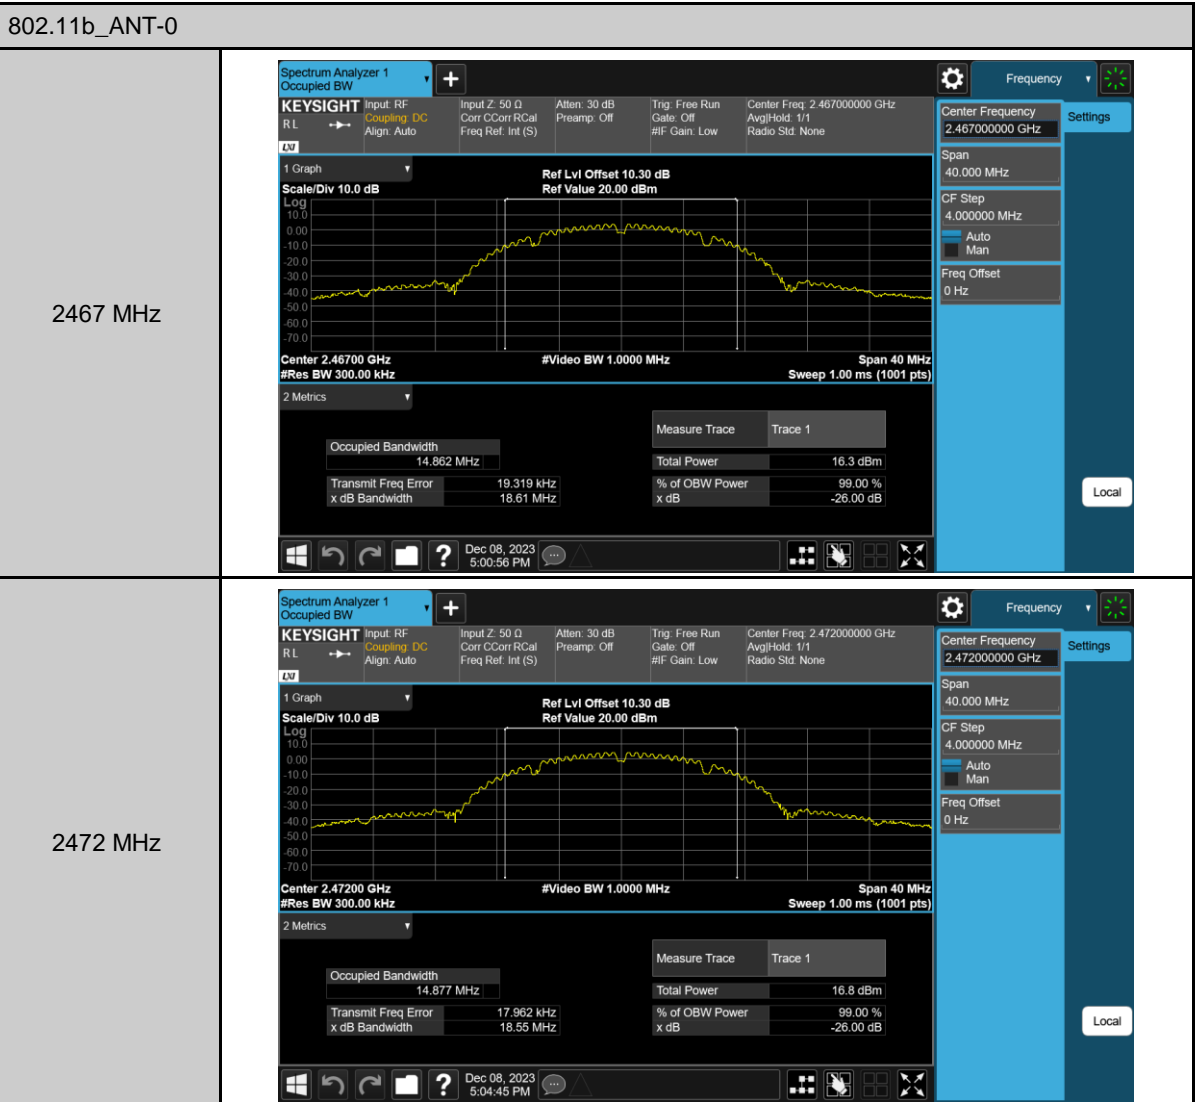 802.11b_ANT-0
2467 MHz
Spectrum Analyzer 1
Occupied BW
Frequency
KEYSIGHT
R L
LXI
Input: RF
Coupling: DC
Align: Auto
Input Z: 50 Ω
Corr CCorr RCal
Freq Ref: Int (S)
Atten: 30 dB
Preamp: Off
Trig: Free Run
Gate: Off
#IF Gain: Low
Center Freq: 2.467000000 GHz
Avg|Hold: 1/1
Radio Std: None
Center Frequency
2.467000000 GHz
Settings
Span
40.000 MHz
CF Step
4.000000 MHz
Auto
Man
Freq Offset
0 Hz
Local
1 Graph
Scale/Div 10.0 dB
Ref Lvl Offset 10.30 dB
Ref Value 20.00 dBm
Log
10.0
0.00
-10.0
-20.0
-30.0
-40.0
-50.0
-60.0
-70.0
Center 2.46700 GHz
#Video BW 1.0000 MHz
Span 40 MHz
#Res BW 300.00 kHz
Sweep 1.00 ms (1001 pts)
2 Metrics
Occupied Bandwidth
14.862 MHz
Transmit Freq Error 19.319 kHz
x dB Bandwidth 18.61 MHz
Measure Trace Trace 1
Total Power 16.3 dBm
% of OBW Power 99.00 %
x dB -26.00 dB
?
Dec 08, 2023
5:00:56 PM
2472 MHz
Spectrum Analyzer 1
Occupied BW
Frequency
KEYSIGHT
R L
LXI
Input: RF
Coupling: DC
Align: Auto
Input Z: 50 Ω
Corr CCorr RCal
Freq Ref: Int (S)
Atten: 30 dB
Preamp: Off
Trig: Free Run
Gate: Off
#IF Gain: Low
Center Freq: 2.472000000 GHz
Avg|Hold: 1/1
Radio Std: None
Center Frequency
2.472000000 GHz
Settings
Span
40.000 MHz
CF Step
4.000000 MHz
Auto
Man
Freq Offset
0 Hz
Local
1 Graph
Scale/Div 10.0 dB
Ref Lvl Offset 10.30 dB
Ref Value 20.00 dBm
Log
10.0
0.00
-10.0
-20.0
-30.0
-40.0
-50.0
-60.0
-70.0
Center 2.47200 GHz
#Video BW 1.0000 MHz
Span 40 MHz
#Res BW 300.00 kHz
Sweep 1.00 ms (1001 pts)
2 Metrics
Occupied Bandwidth
14.877 MHz
Transmit Freq Error 17.962 kHz
x dB Bandwidth 18.55 MHz
Measure Trace Trace 1
Total Power 16.8 dBm
% of OBW Power 99.00 %
x dB -26.00 dB
?
Dec 08, 2023
5:04:45 PM